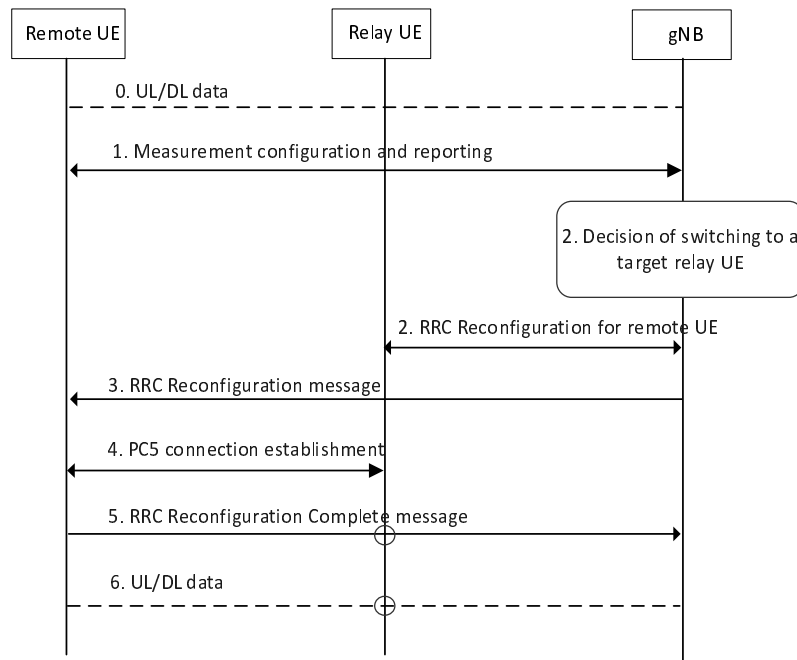 Remote UE
Relay UE
gNB
0. UL/DL data
1. Measurement configuration and reporting
2. Decision of switching to a
target relay UE
2. RRC Reconfiguration for remote UE
3. RRC Reconfiguration message
4. PC5 connection establishment
5. RRC Reconfiguration Complete message
6. UL/DL data